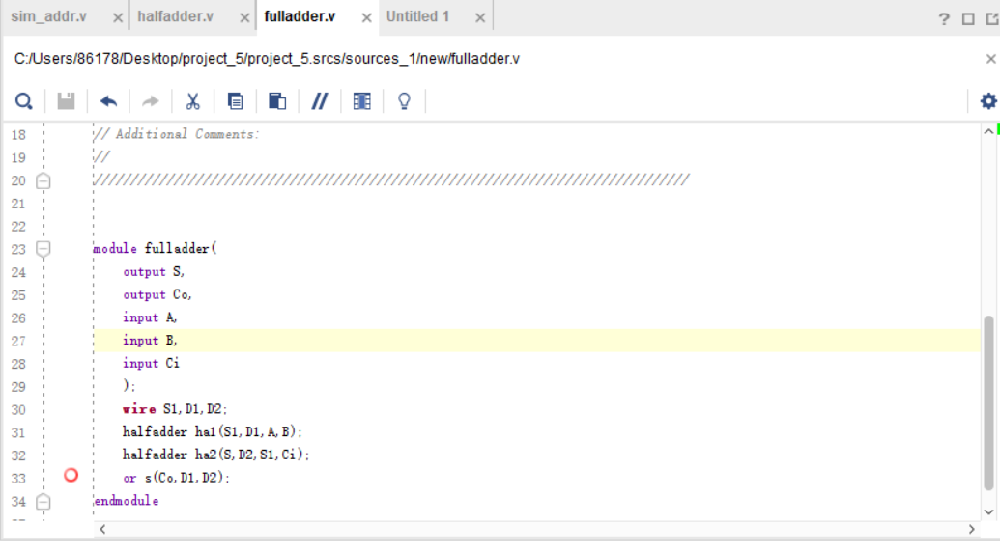 sim_addr.v × halfadder.v × fulladder.v × Untitled 1 × ?
C:/Users/86178/Desktop/project_5/project_5.srcs/sources_1/new/fulladder.v ×
18 // Additional Comments:
19 //
20 //////////////////////////////////////////////////////////////////////////////////
21
22
23 module fulladder(
24 output S,
25 output Co,
26 input A,
27 input B,
28 input Ci
29 );
30 wire S1,D1,D2;
31 halfadder ha1(S1,D1,A,B);
32 halfadder ha2(S,D2,S1,Ci);
33 or s(Co,D1,D2);
34 endmodule